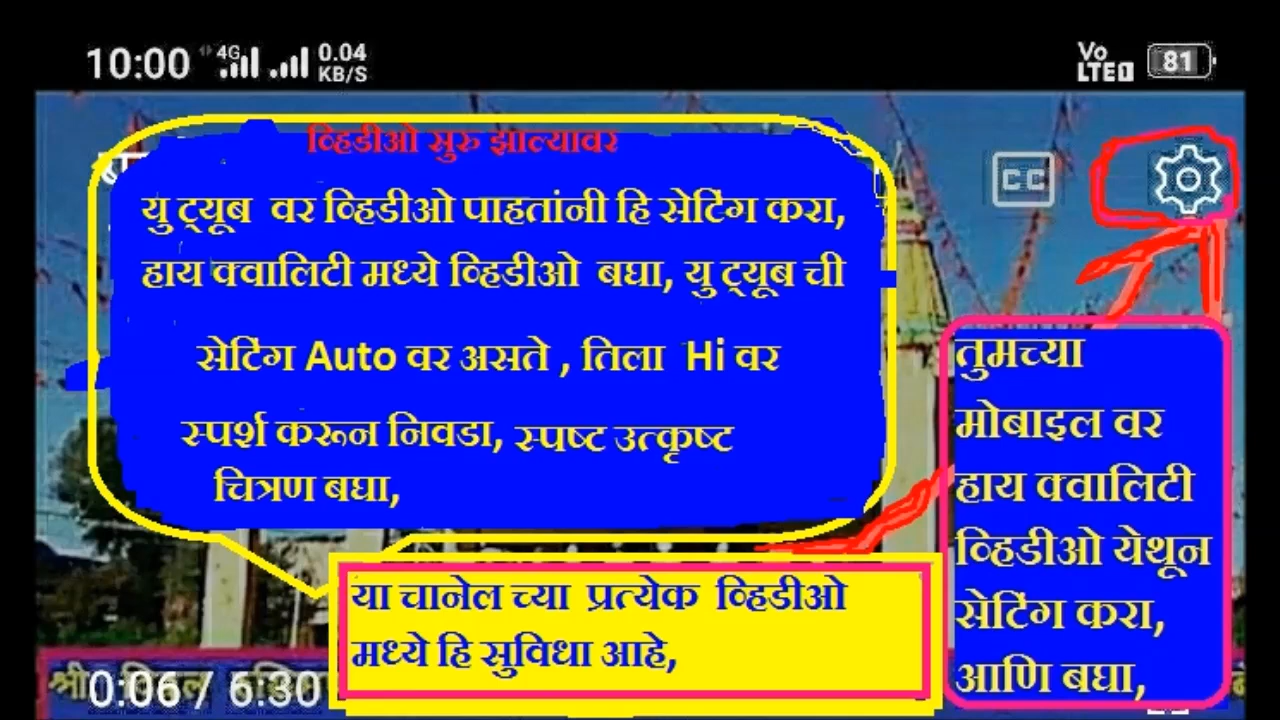 10:00 4G 0.04 KB/S Vo LTE 81
CC
व्हिडीओ सुरु झाल्यावर
यु ट्यूब वर व्हिडीओ पाहतांनी हि सेटिंग करा,
हाय क्वालिटी मध्ये व्हिडीओ बघा, यु ट्यूब ची
सेटिंग Auto वर असते , तिला Hi वर
स्पर्श करून निवडा, स्पष्ट उत्कृष्ट
चित्रण बघा,
तुमच्या
मोबाइल वर
हाय क्वालिटी
व्हिडीओ येथून
सेटिंग करा,
आणि बघा,
या चानेल च्या प्रत्येक व्हिडीओ
मध्ये हि सुविधा आहे,
श्री
0:06 / 6:30